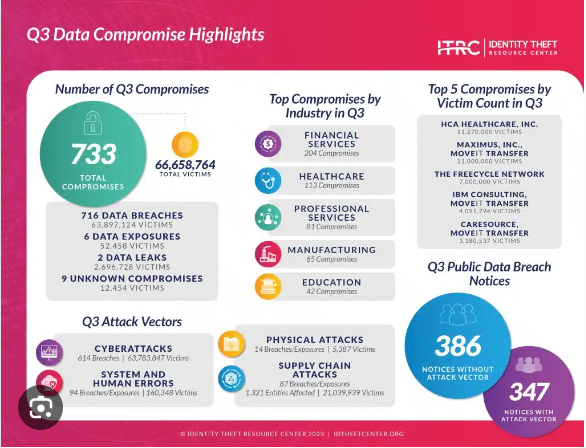 Q3 Data Compromise Highlights
ITRC IDENTITY THEFT
RESOURCE CENTER
Number of Q3 Compromises
733
TOTAL
COMPROMISES
66,658,764
TOTAL VICTIMS
716 DATA BREACHES
63,897,124 VICTIMS
6 DATA EXPOSURES
52,458 VICTIMS
2 DATA LEAKS
2,696,728 VICTIMS
9 UNKNOWN COMPROMISES
12,454 VICTIMS
Top Compromises by
Industry in Q3
FINANCIAL
SERVICES
204 Compromises
HEALTHCARE
113 Compromises
PROFESSIONAL
SERVICES
81 Compromises
MANUFACTURING
65 Compromises
EDUCATION
42 Compromises
Top 5 Compromises by
Victim Count in Q3
HCA HEALTHCARE, INC.
11,270,000 VICTIMS
MAXIMUS, INC.,
MOVEIT TRANSFER
11,000,000 VICTIMS
THE FREECYCLE NETWORK
7,000,000 VICTIMS
IBM CONSULTING,
MOVEIT TRANSFER
4,091,794 VICTIMS
CARESOURCE,
MOVEIT TRANSFER
3,180,537 VICTIMS
Q3 Attack Vectors
CYBERATTACKS
614 Breaches | 63,783,847 Victims
SYSTEM AND
HUMAN ERRORS
94 Breaches/Exposures | 160,348 Victims
PHYSICAL ATTACKS
14 Breaches/Exposures | 5,387 Victims
SUPPLY CHAIN
ATTACKS
87 Breaches/Exposures
1,321 Entities Affected | 21,039,939 Victims
Q3 Public Data Breach
Notices
386
NOTICES WITHOUT
ATTACK VECTOR
347
NOTICES WITH
ATTACK VECTOR
© IDENTITY THEFT RESOURCE CENTER 2023 | IDTHEFTCENTER.ORG